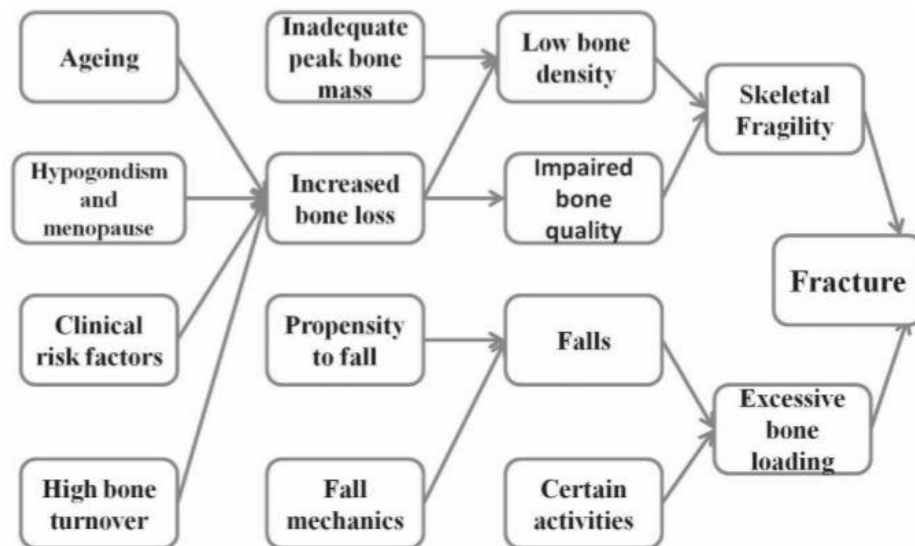 Ageing
Inadequate
peak bone
mass
Low bone
density
Skeletal
Fragility
Hypogondism
and
menopause
Increased
bone loss
Impaired
bone
quality
Fracture
Clinical
risk factors
Propensity
to fall
Falls
Excessive
bone
loading
High bone
turnover
Fall
mechanics
Certain
activities